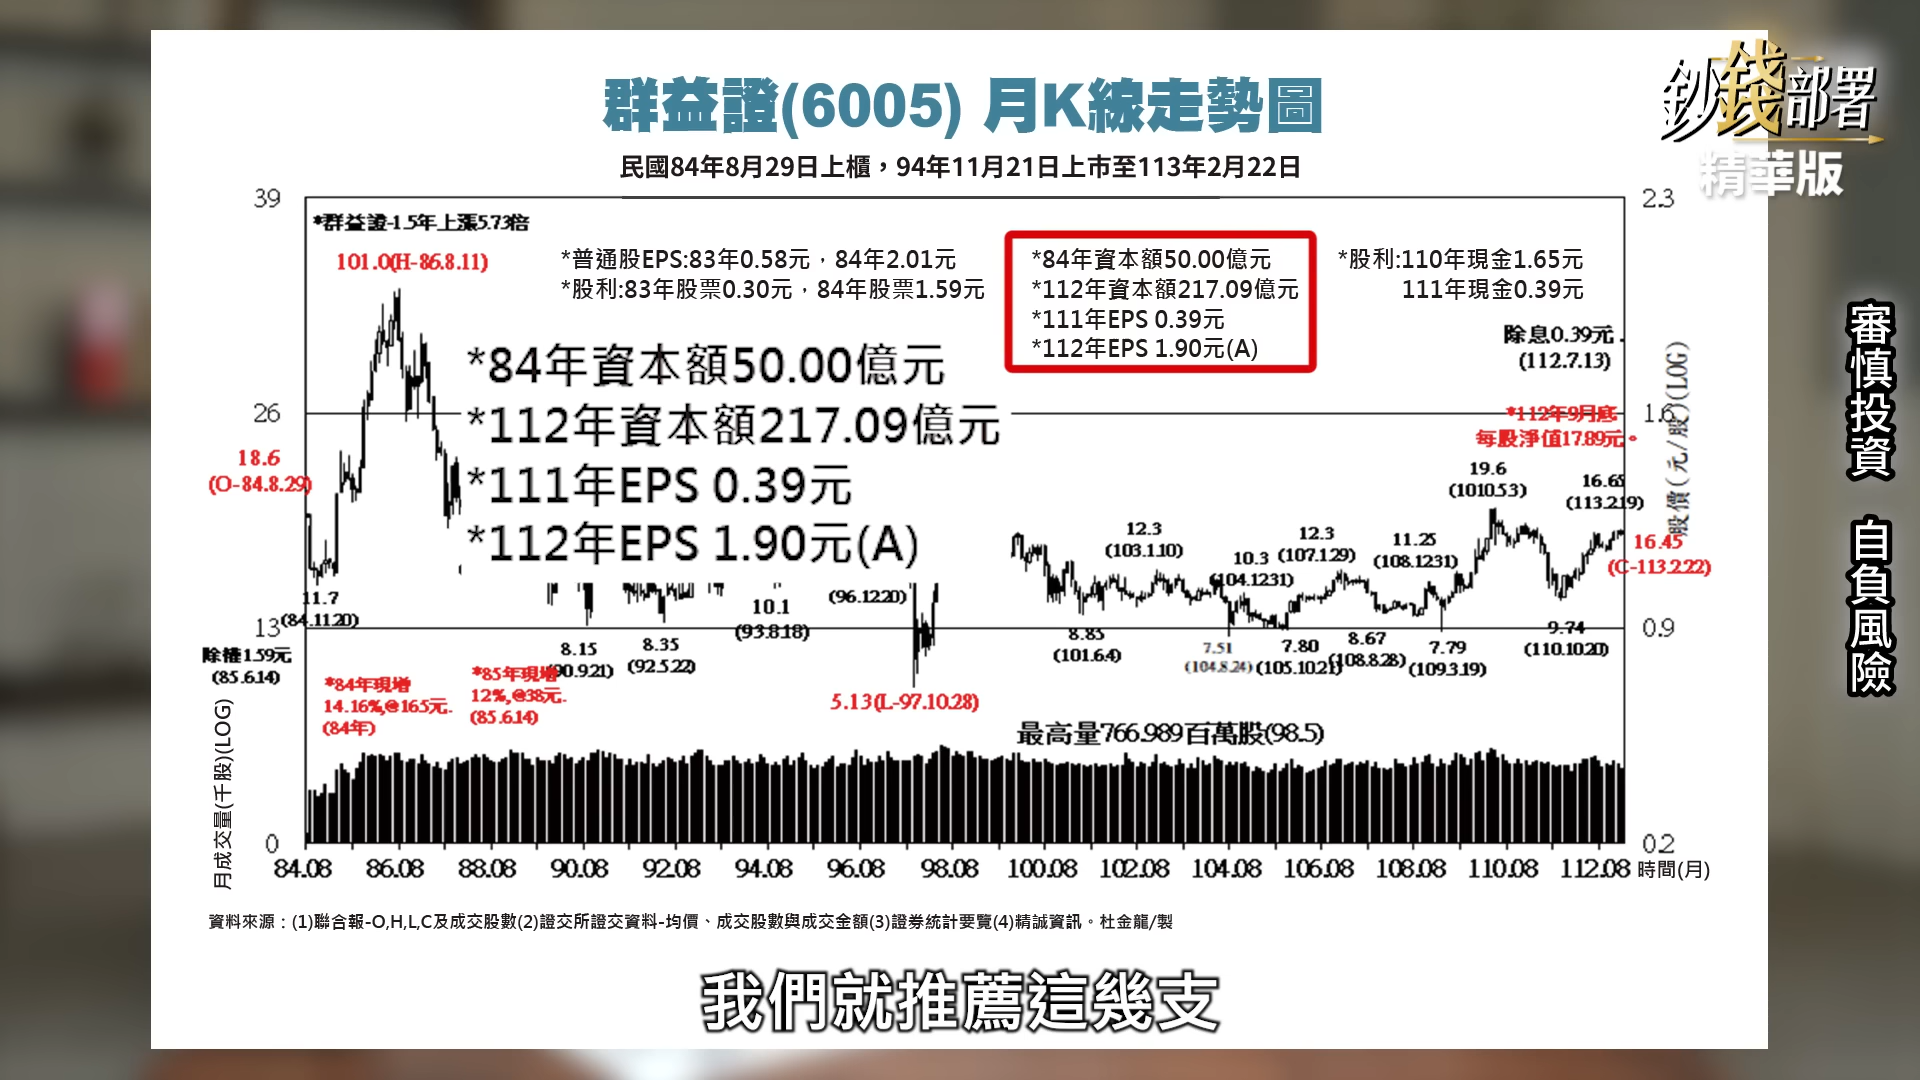 群益證(6005) 月K線走勢圖
民國84年8月29日上櫃，94年11月21日上市至113年2月22日
鈔錢部署
精華版
審慎投資 自負風險
39
2.3
*群益證-1.5年上漲5.73倍
101.0(H-86.8.11)
*普通股EPS:83年0.58元，84年2.01元
*股利:83年股票0.30元，84年股票1.59元
*84年資本額50.00億元
*112年資本額217.09億元
*111年EPS 0.39元
*112年EPS 1.90元(A)
*股利:110年現金1.65元
111年現金0.39元
除息0.39元.
(112.7.13)
*84年資本額50.00億元
*112年資本額217.09億元
*111年EPS 0.39元
*112年EPS 1.90元(A)
26
1.6
*112年9月底
每股淨值17.89元。
股價(元/股)(LOG)
18.6
(O-84.8.29)
19.6
(1010.5.3)
16.65
(113.2.19)
16.45
(C-113.2.22)
12.3
(103.1.10)
10.3
(104.12.31)
12.3
(107.1.29)
11.25
(108.12.31)
11.7
(84.11.20)
10.1
(93.8.18)
(96.12.20)
13
0.9
除權1.59元
(85.6.14)
8.15
(90.9.21)
8.35
(92.5.22)
8.85
(101.6.4)
7.51
(104.8.24)
7.80
(105.10.21)
8.67
(108.8.28)
7.79
(109.3.19)
9.74
(110.10.20)
*84年現增
14.16%,@16.5元.
(84年)
*85年現增
12%,@38元.
(85.6.14)
5.13(L-97.10.28)
最高量766.989百萬股(98.5)
月成交量(千股)(LOG)
0
0.2
84.08 86.08 88.08 90.08 92.08 94.08 96.08 98.08 100.08 102.08 104.08 106.08 108.08 110.08 112.08 時間(月)
資料來源：(1)聯合報-O,H,L,C及成交股數(2)證交所證交資料-均價、成交股數與成交金額(3)證券統計要覽(4)精誠資訊。杜金龍/製
我們就推薦這幾支